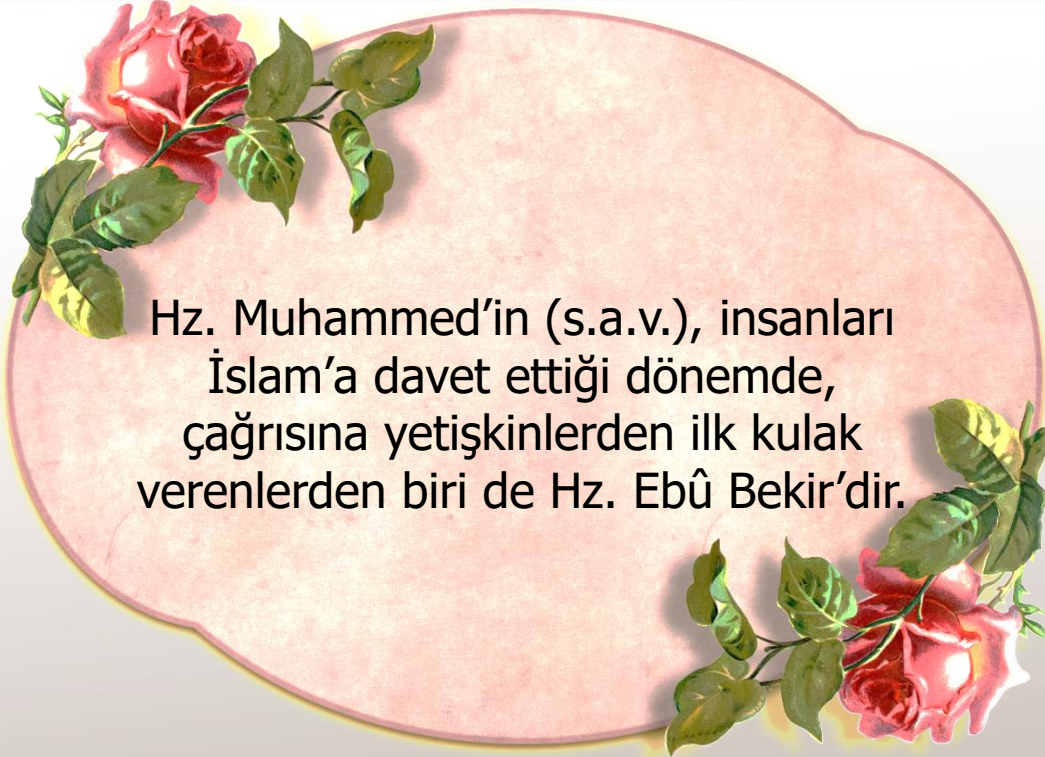 Hz. Muhammed’in (s.a.v.), insanları
İslam’a davet ettiği dönemde,
çağrısına yetişkinlerden ilk kulak
verenlerden biri de Hz. Ebû Bekir’dir.